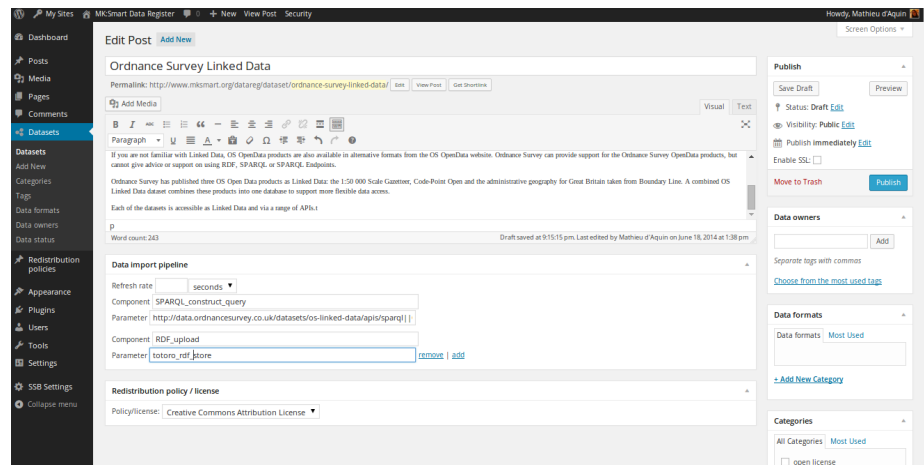 My Sites MK:Smart Data Register 0 + New View Post Security Howdy, Mathieu d'Aquin
Screen Options
Dashboard
Posts
Media
Pages
Comments
Datasets
Datasets
Add New
Categories
Tags
Data formats
Data owners
Data status
Redistribution
policies
Appearance
Plugins
Users
Tools
Settings
SSB Settings
Collapse menu
Edit Post Add New
Ordnance Survey Linked Data
Permalink: http://www.mksmart.org/datareg/dataset/ordnance-survey-linked-data/ Edit View Post Get Shortlink
Add Media Visual Text
B I ABC
Paragraph U A Ω
If you are not familiar with Linked Data, OS OpenData products are also available in alternative formats from the OS OpenData website. Ordnance Survey can provide support for the Ordnance Survey OpenData products, but
cannot give advice or support on using RDF, SPARQL or SPARQL Endpoints.
Ordnance Survey has published three OS Open Data products as Linked Data: the 1:50 000 Scale Gazetteer, Code-Point Open and the administrative geography for Great Britain taken from Boundary Line. A combined OS
Linked Data dataset combines these products into one database to support more flexible data access.
Each of the datasets is accessible as Linked Data and via a range of APIs.t
p
Word count: 243 Draft saved at 9:15:15 pm. Last edited by Mathieu d'Aquin on June 18, 2014 at 1:38 pm
Data import pipeline
Refresh rate seconds
Component SPARQL_construct_query
Parameter http://data.ordnancesurvey.co.uk/datasets/os-linked-data/apis/sparql||
Component RDF_upload
Parameter totoro_rdf_store remove | add
Redistribution policy / license
Policy/license: Creative Commons Attribution License
Publish
Save Draft Preview
Status: Draft Edit
Visibility: Public Edit
Publish immediately Edit
Enable SSL:
Move to Trash Publish
Data owners
Add
Separate tags with commas
Choose from the most used tags
Data formats
Data formats Most Used
+ Add New Category
Categories
All Categories Most Used
open license